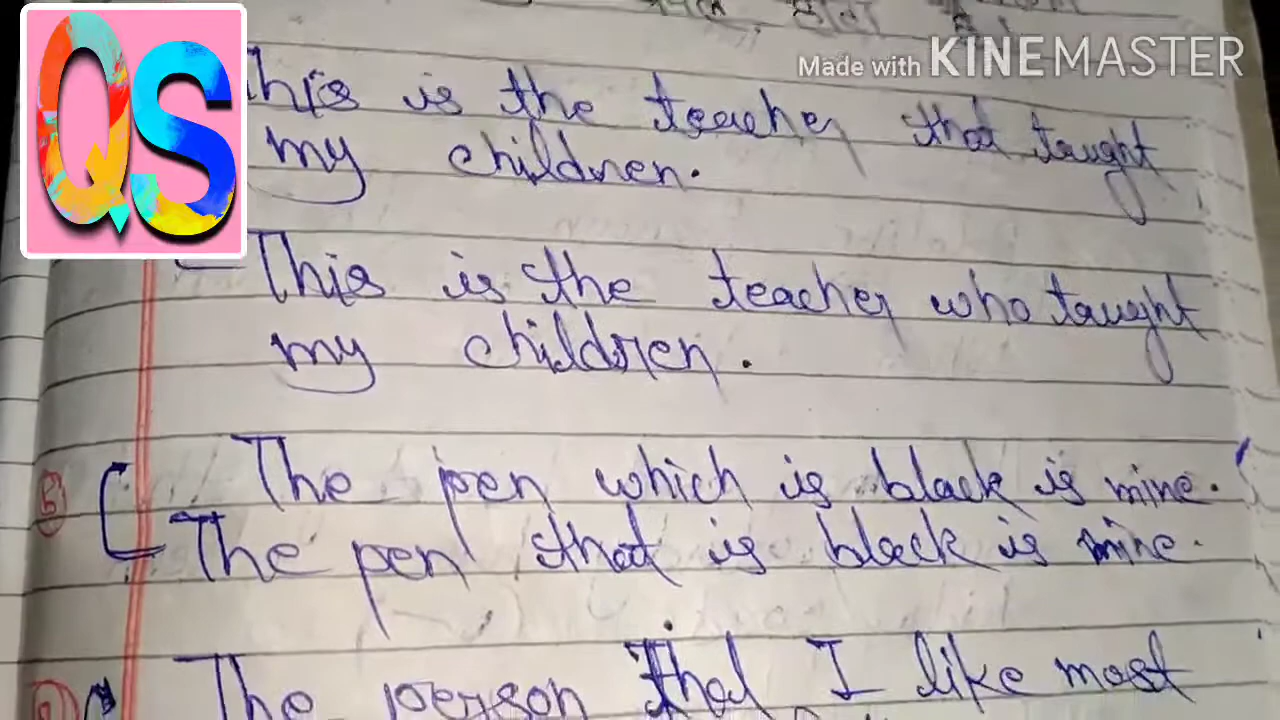 QS
Made with KINEMASTER
This is the teacher that taught
my children.
This is the teacher who taught
my children.
5
The pen which is black is mine.
The pen that is black is mine.
The person that I like most